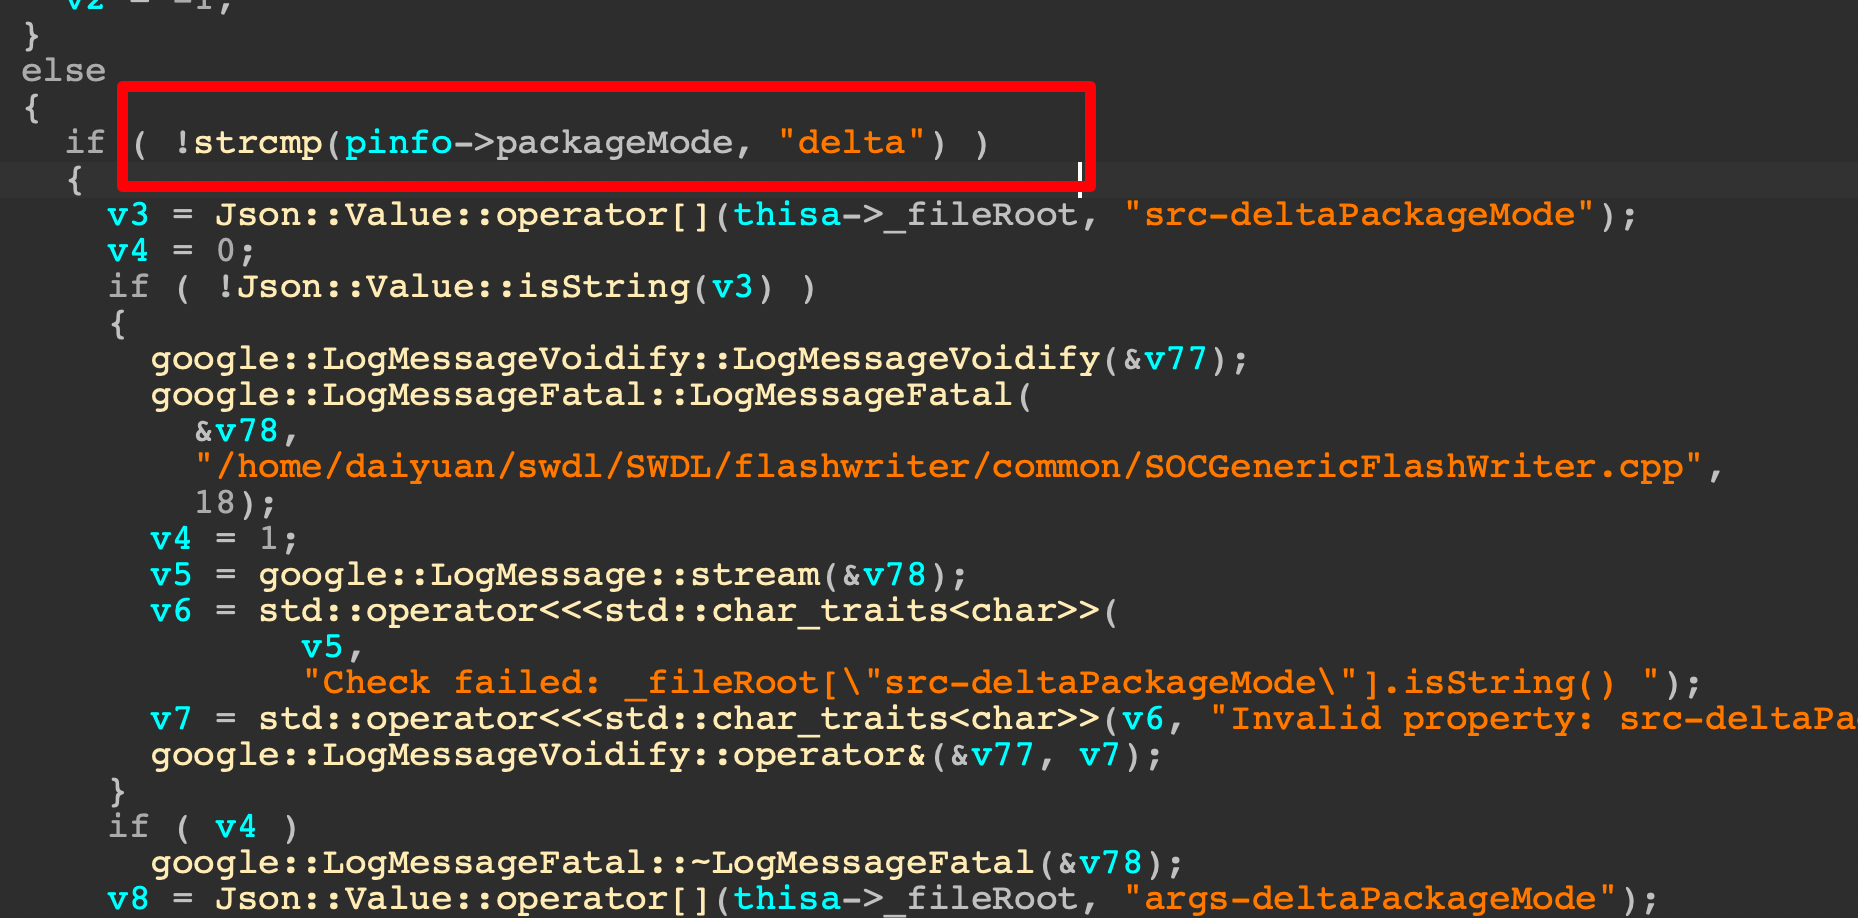 v2 = -1;
}
else
{
if ( !strcmp(pinfo->packageMode, "delta") )
{
v3 = Json::Value::operator[](thisa->_fileRoot, "src-deltaPackageMode");
v4 = 0;
if ( !Json::Value::isString(v3) )
{
google::LogMessageVoidify::LogMessageVoidify(&v77);
google::LogMessageFatal::LogMessageFatal(
&v78,
"/home/daiyuan/swdl/SWDL/flashwriter/common/SOCGenericFlashWriter.cpp",
18);
v4 = 1;
v5 = google::LogMessage::stream(&v78);
v6 = std::operator<<<std::char_traits<char>>(
v5,
"Check failed: _fileRoot[\"src-deltaPackageMode\"].isString() ");
v7 = std::operator<<<std::char_traits<char>>(v6, "Invalid property: src-deltaPa
google::LogMessageVoidify::operator&(&v77, v7);
}
if ( v4 )
google::LogMessageFatal::~LogMessageFatal(&v78);
v8 = Json::Value::operator[](thisa->_fileRoot, "args-deltaPackageMode");